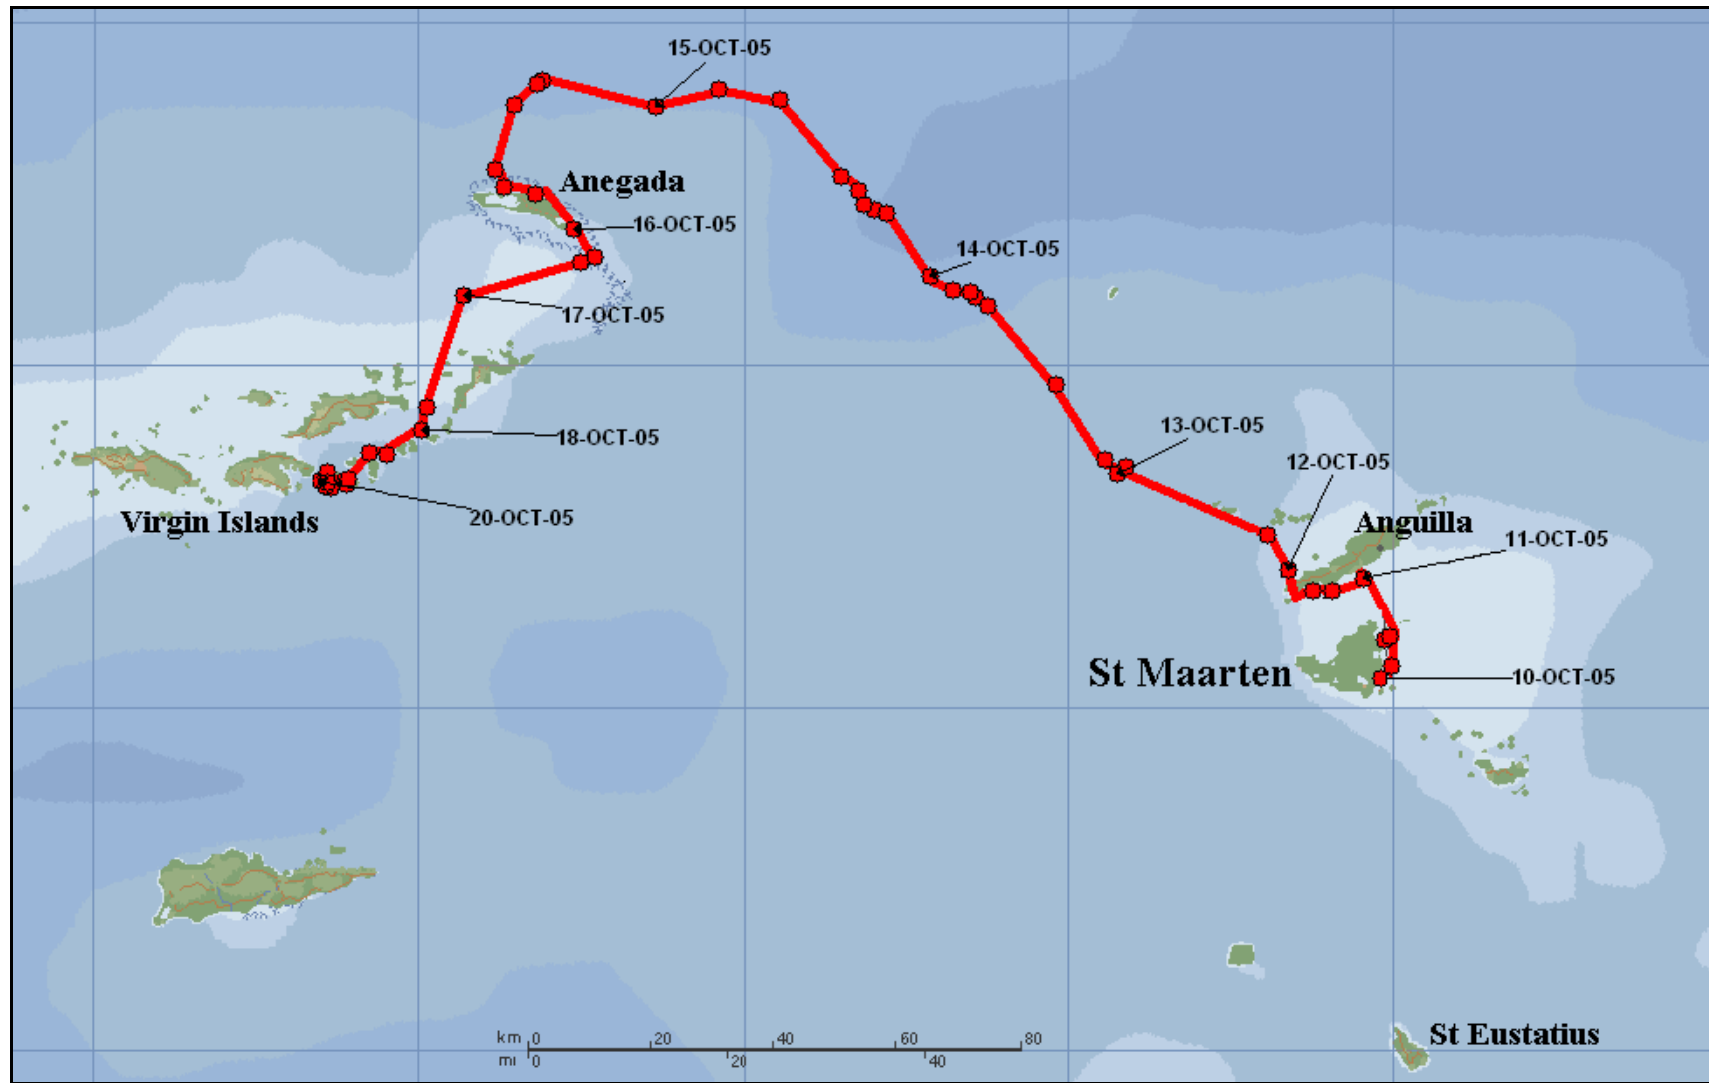 15-OCT-05
Anegada
16-OCT-05
14-OCT-05
17-OCT-05
13-OCT-05
18-OCT-05
12-OCT-05
20-OCT-05
Virgin Islands
Anguilla
11-OCT-05
St Maarten
10-OCT-05
km 0 20 40 60 80
mi 0 20 40
St Eustatius